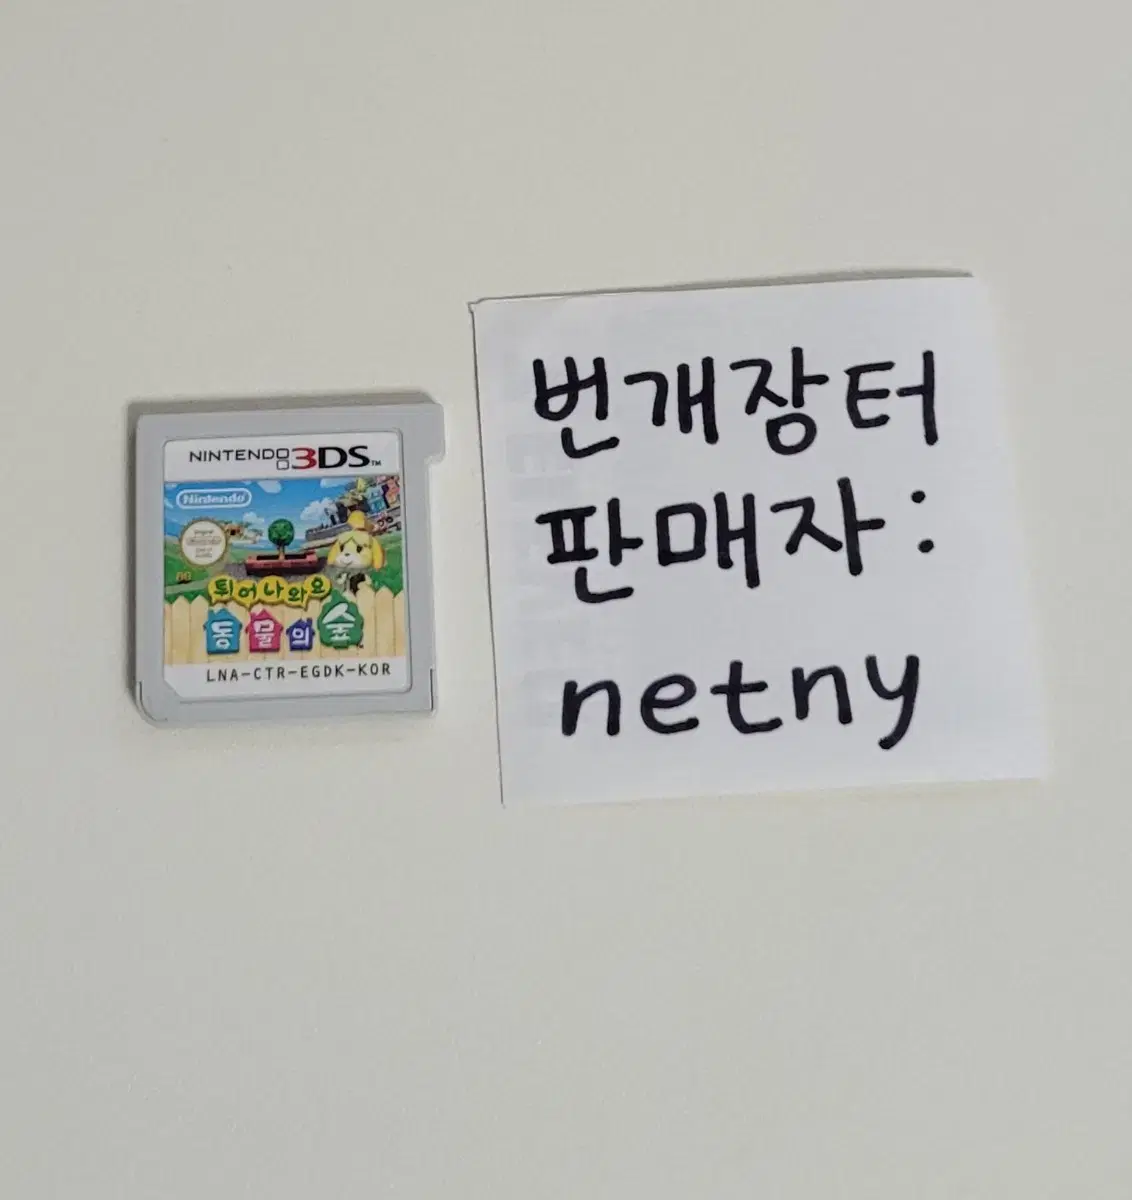 NINTENDO 3DS™
Nintendo
튀어나와요
동물의숲
LNA-CTR-EGDK-KOR
번개장터
판매자:
netny